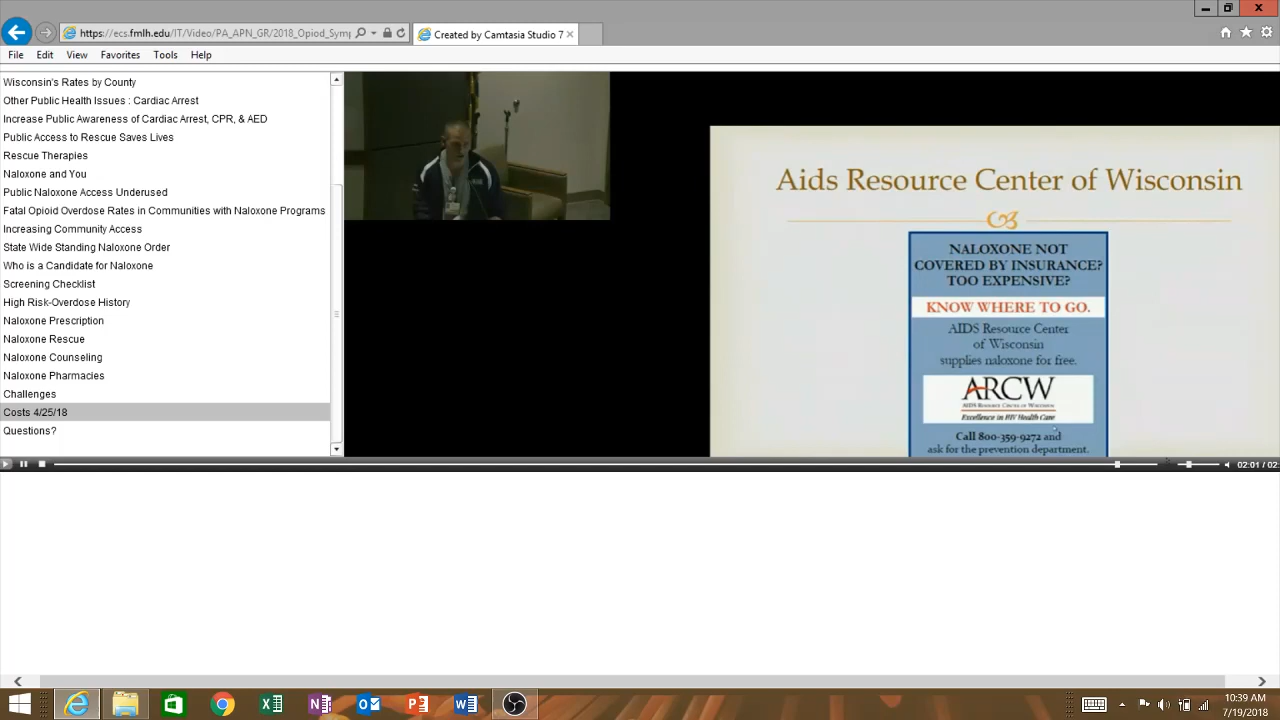 https://ecs.fmlh.edu/IT/Video/PA_APN_GR/2018_Opiod_Symp
Created by Camtasia Studio 7
File Edit View Favorites Tools Help
Wisconsin's Rates by County
Other Public Health Issues : Cardiac Arrest
Increase Public Awareness of Cardiac Arrest, CPR, & AED
Public Access to Rescue Saves Lives
Rescue Therapies
Naloxone and You
Public Naloxone Access Underused
Fatal Opioid Overdose Rates in Communities with Naloxone Programs
Increasing Community Access
State Wide Standing Naloxone Order
Who is a Candidate for Naloxone
Screening Checklist
High Risk-Overdose History
Naloxone Prescription
Naloxone Rescue
Naloxone Counseling
Naloxone Pharmacies
Challenges
Costs 4/25/18
Questions?
Aids Resource Center of Wisconsin
NALOXONE NOT
COVERED BY INSURANCE?
TOO EXPENSIVE?
KNOW WHERE TO GO.
AIDS Resource Center
of Wisconsin
supplies naloxone for free.
ARCW
AIDS Resource Center of Wisconsin
Excellence in HIV Health Care
Call 800-359-9272 and
ask for the prevention department.
02:01 / 02:
10:39 AM
7/19/2018